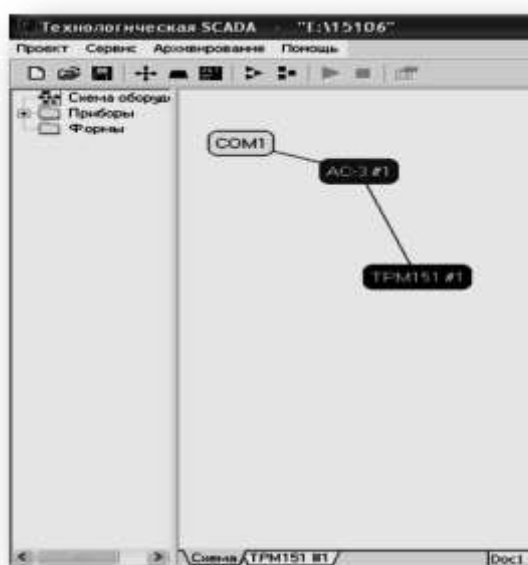 Технологическая SCADA - "E:\15106"
Проект Сервис Архивирование Помощь
Схема оборуд
Приборы
Формы
COM1
АС-3 #1
ТРМ151 #1
Схема ТРМ151 #1
Doc1